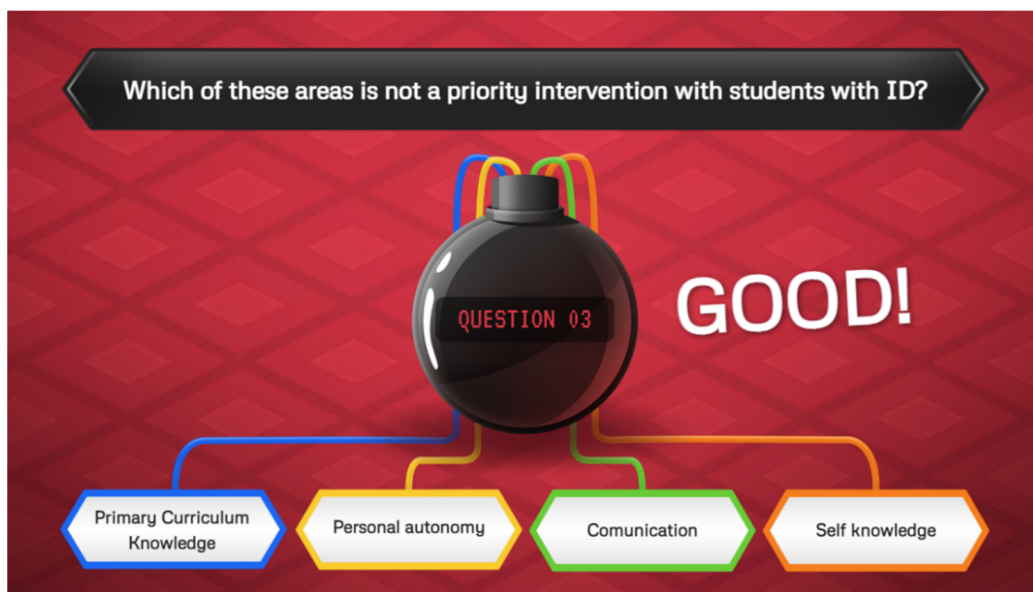 Which of these areas is not a priority intervention with students with ID?
GOOD!
QUESTION 03
Primary Curriculum
Knowledge
Personal autonomy
Comunication
Self knowledge